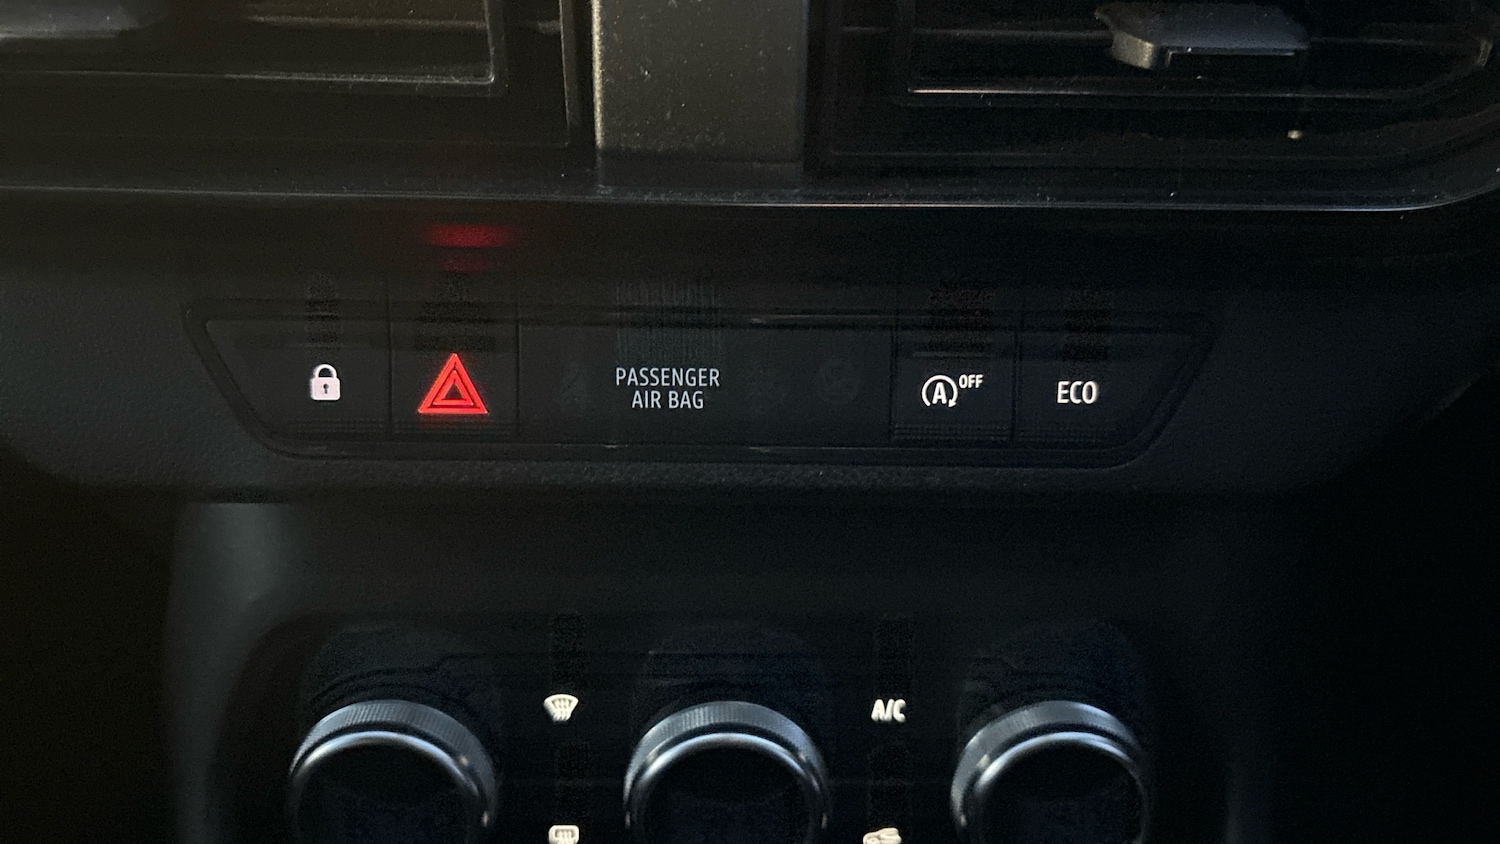 PASSENGER
AIR BAG
A OFF
ECO
A/C